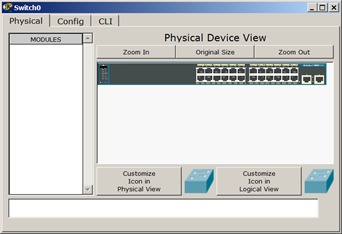 Switch0
Physical Config CLI
MODULES
Physical Device View
Zoom In Original Size Zoom Out
Customize
Icon in
Physical View
Customize
Icon in
Logical View